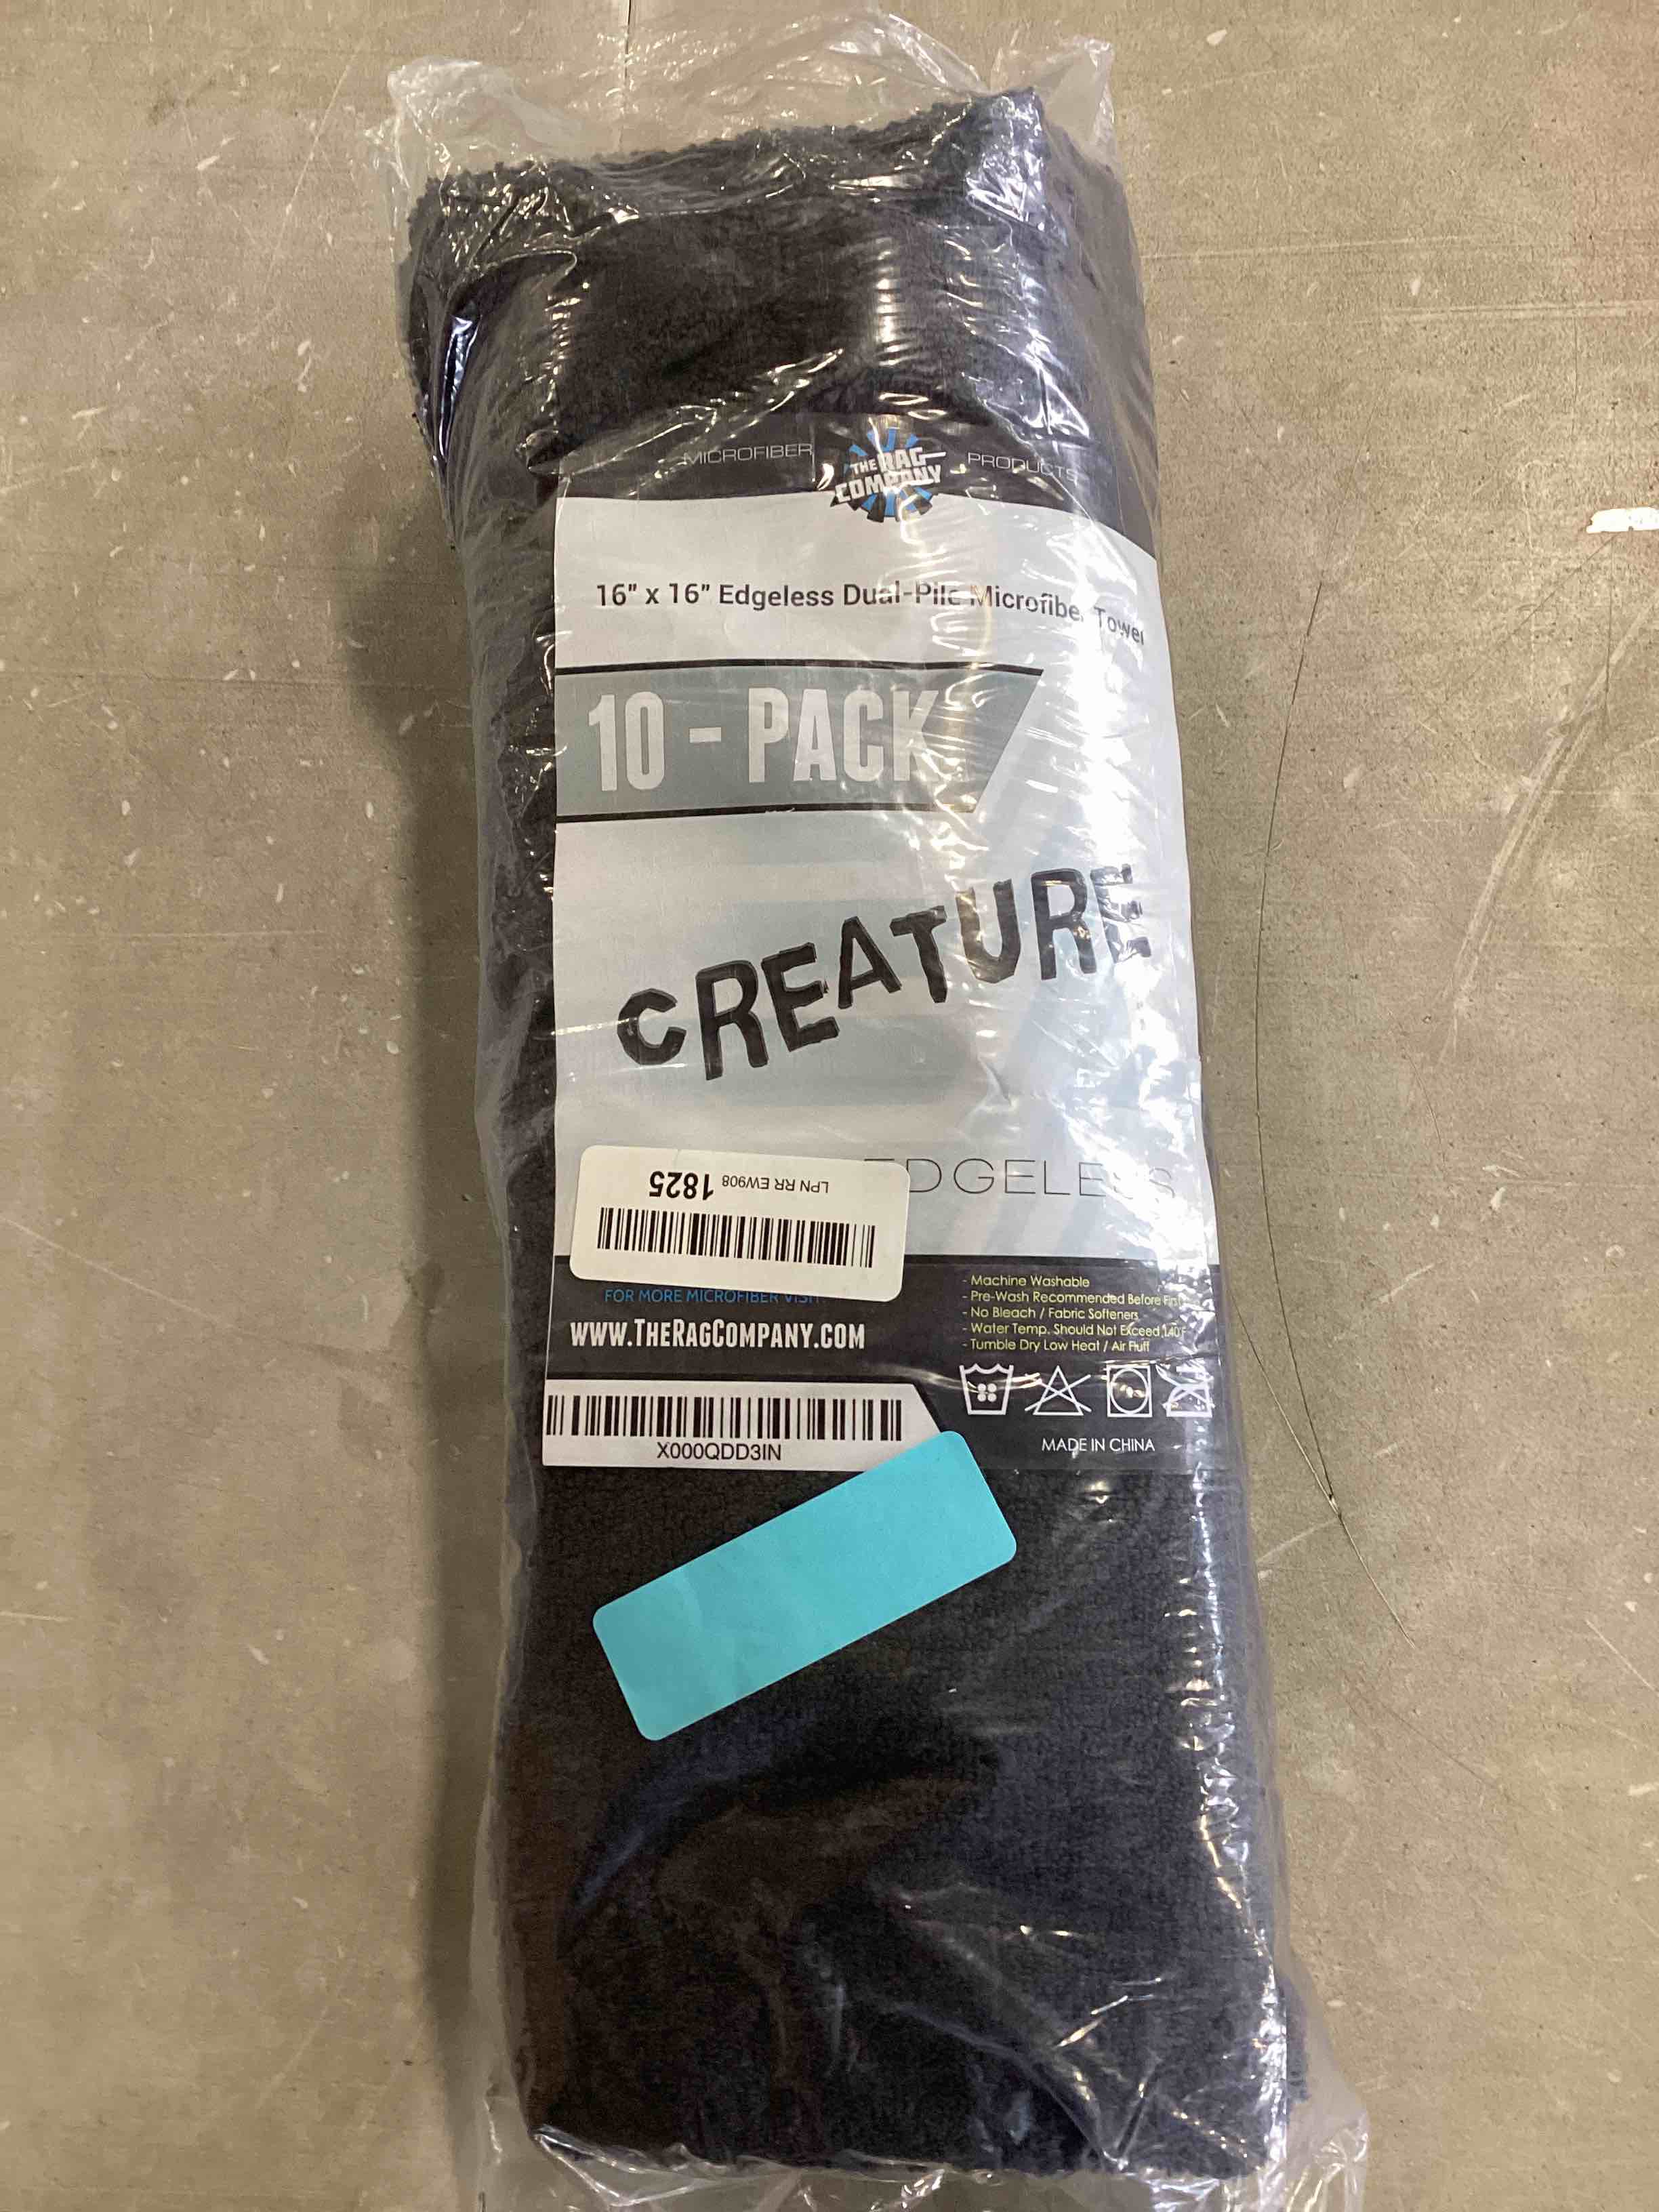 MICROFIBER THE RAG COMPANY PRODUCTS
16" x 16" Edgeless Dual-Pile Microfiber Towel
10 - PACK
CREATURE
EDGELESS
LPN RR EW908 1825
FOR MORE MICROFIBER VISIT
WWW.THERAGCOMPANY.COM
- Machine Washable
- Pre-Wash Recommended Before First
- No Bleach / Fabric Softeners
- Water Temp. Should Not Exceed 140°F
- Tumble Dry Low Heat / Air Fluff
X000QDD3IN
MADE IN CHINA